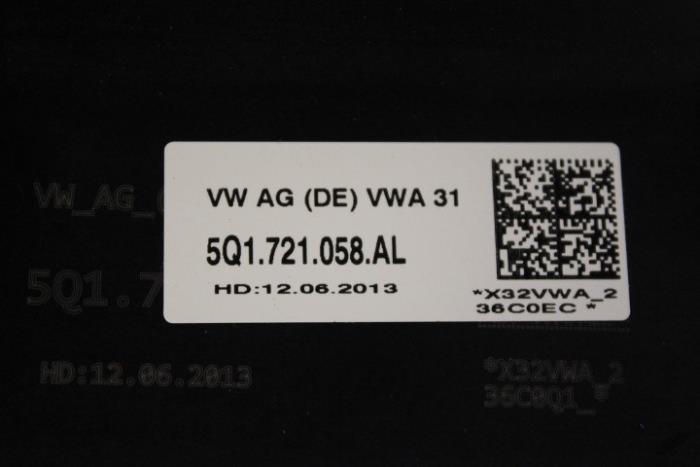 VW AG (DE) VWA 31
5Q1.721.058.AL
HD:12.06.2013
*X32VWA_2
36C0EC *
VW_AG_(
5Q1.7
HD:12.06.2013
*X32VWA_2
36C0Q1_*